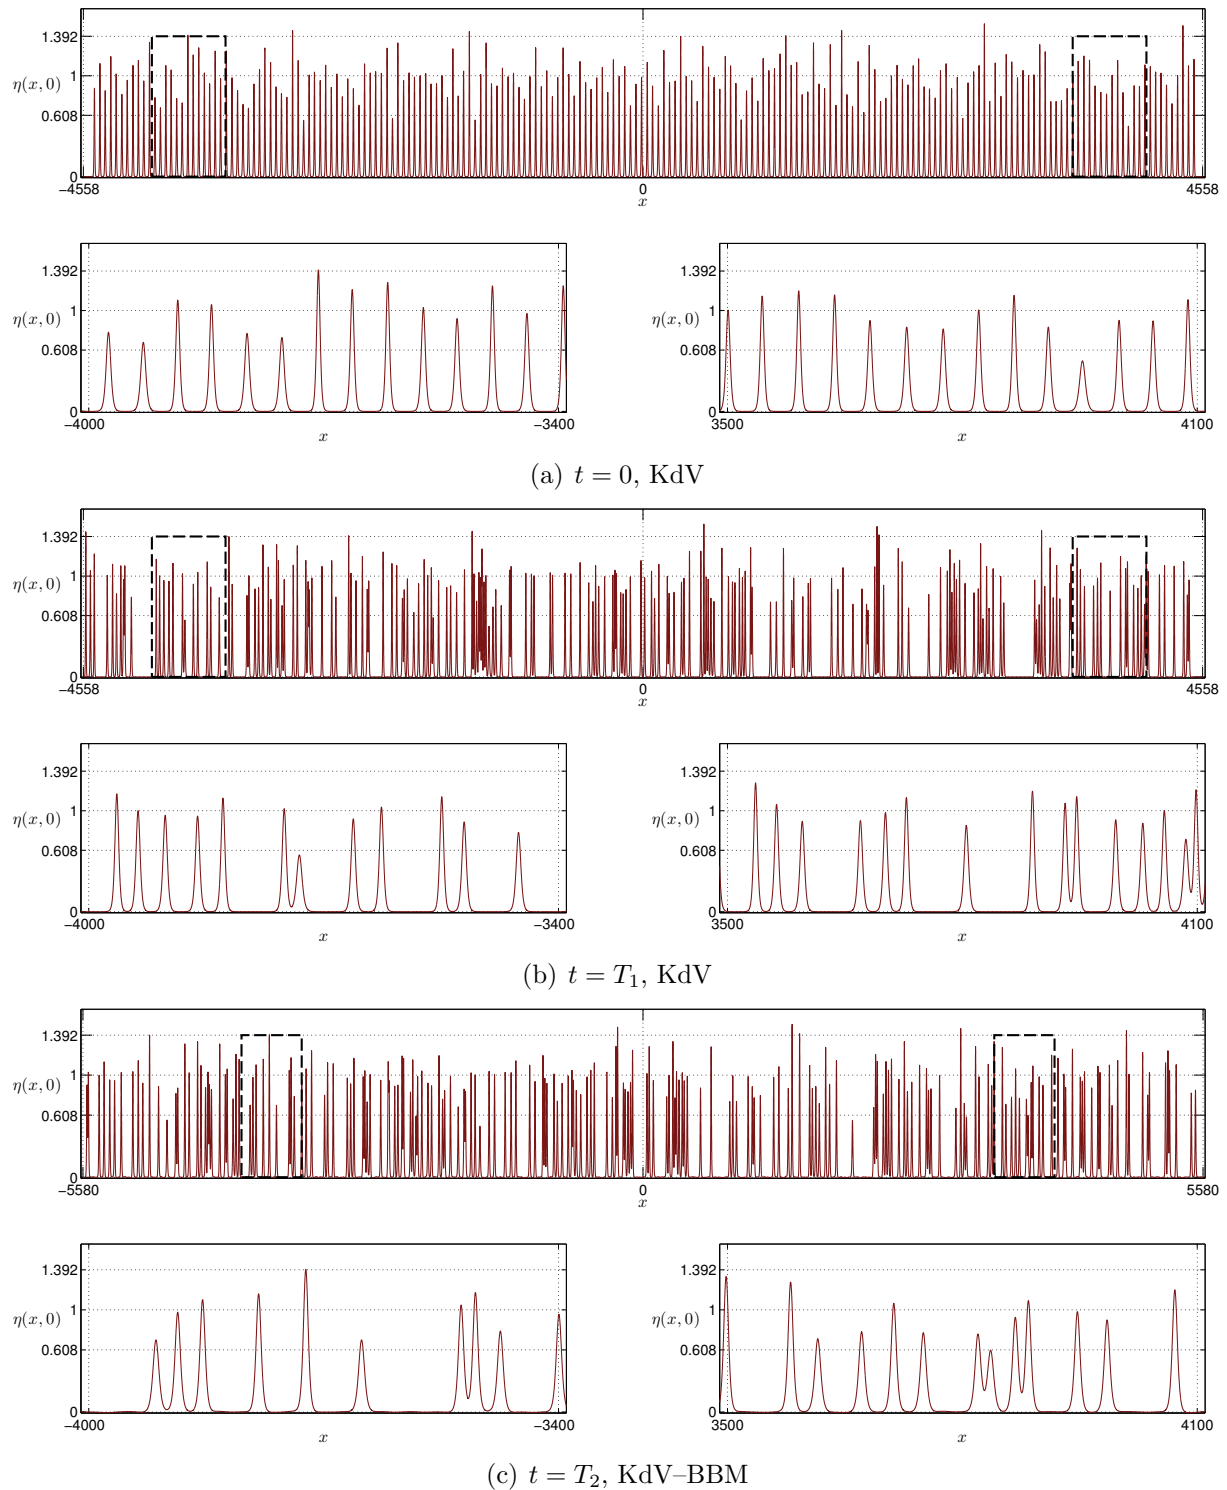 1.392
η(x, 0) 1
0.608
0
−4558 0 4558
x
1.392 1.392
η(x, 0) 1 η(x, 0) 1
0.608 0.608
0 0
−4000 −3400 3500 4100
x x
(a) t = 0, KdV
1.392
η(x, 0) 1
0.608
0
−4558 0 4558
x
1.392 1.392
η(x, 0) 1 η(x, 0) 1
0.608 0.608
0 0
−4000 −3400 3500 4100
x x
(b) t = T₁, KdV
1.392
η(x, 0) 1
0.608
0
−5580 0 5580
x
1.392 1.392
η(x, 0) 1 η(x, 0) 1
0.608 0.608
0 0
−4000 −3400 3500 4100
x x
(c) t = T₂, KdV–BBM